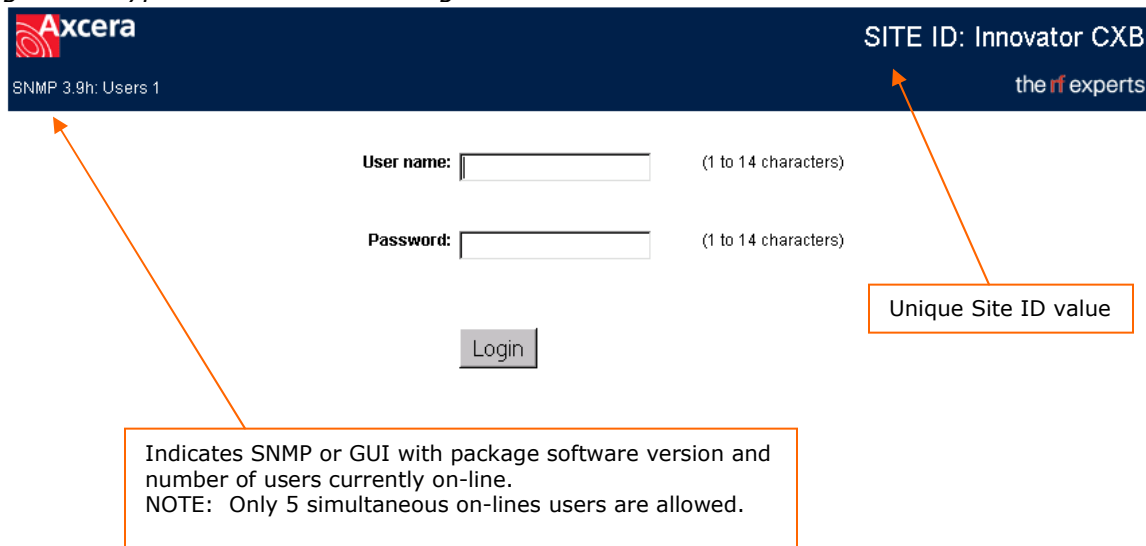 Axcera
SITE ID: Innovator CXB
SNMP 3.9h: Users 1
the rf experts
User name:
(1 to 14 characters)
Password:
(1 to 14 characters)
Unique Site ID value
Login
Indicates SNMP or GUI with package software version and
number of users currently on-line.
NOTE: Only 5 simultaneous on-lines users are allowed.